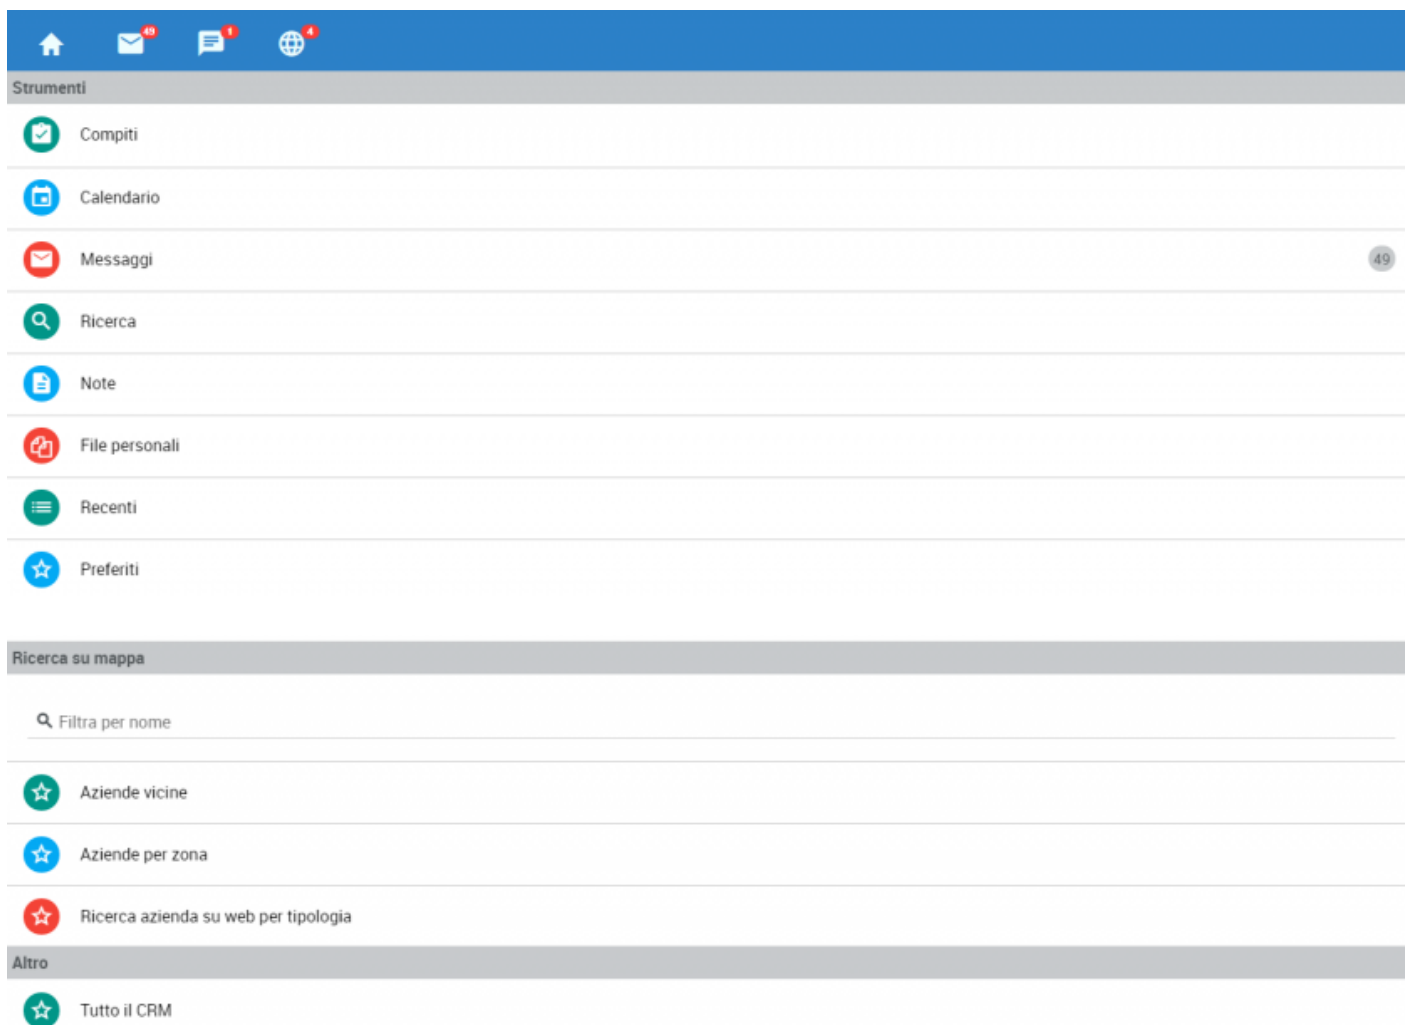 49 1 4
Strumenti
Compiti
Calendario
Messaggi 49
Ricerca
Note
File personali
Recenti
Preferiti
Ricerca su mappa
Filtra per nome
Aziende vicine
Aziende per zona
Ricerca azienda su web per tipologia
Altro
Tutto il CRM